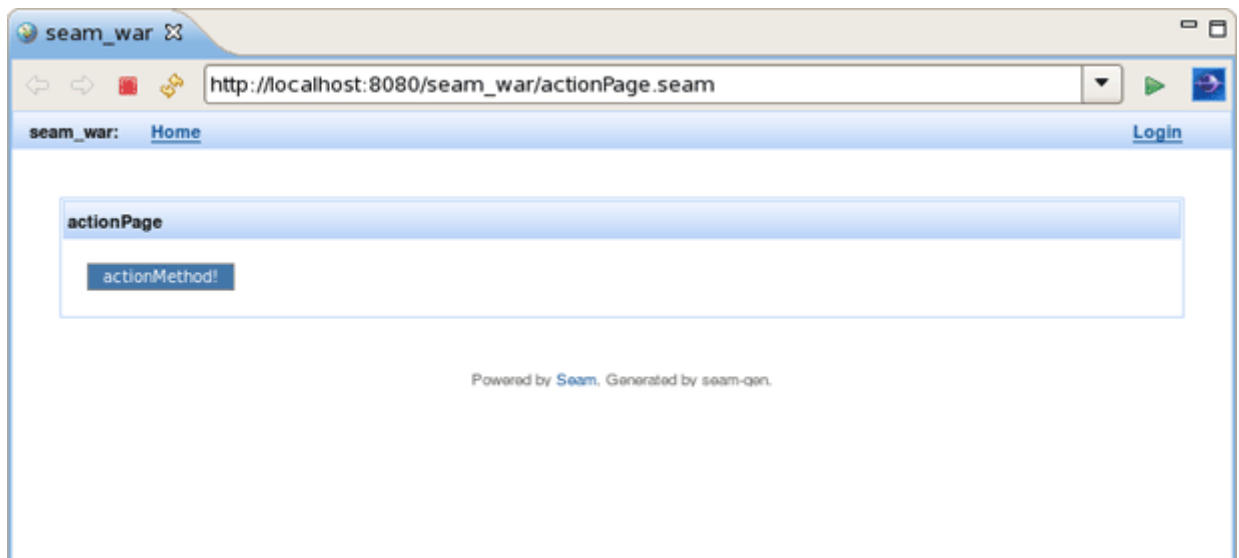 seam_war
http://localhost:8080/seam_war/actionPage.seam
seam_war: Home Login
actionPage
actionMethod!
Powered by Seam. Generated by seam-gen.